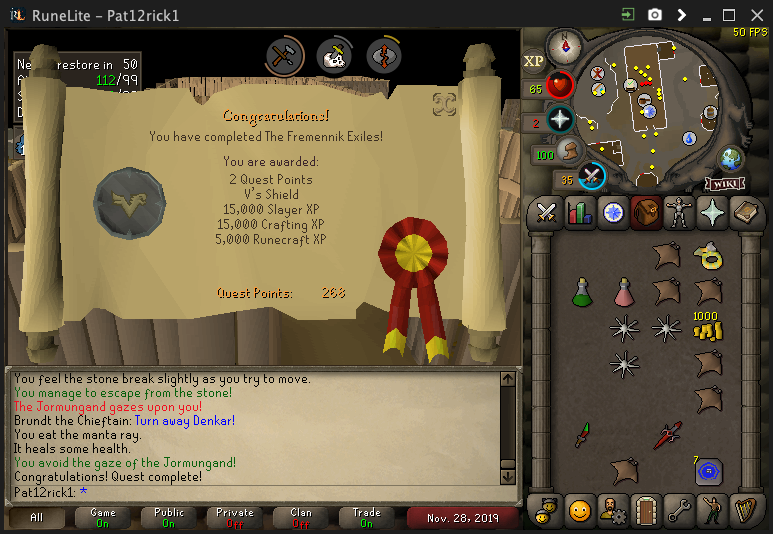 RuneLite - Pat12rick1
50 FPS
restore in 50
112/99
XP
65
2
100
35
WIKI
Congratulations!
You have completed The Fremennik Exiles!
You are awarded:
2 Quest Points
V's Shield
15,000 Slayer XP
15,000 Crafting XP
5,000 Runecraft XP
Quest Points: 268
1000
7
You feel the stone break slightly as you try to move.
You manage to escape from the stone!
The Jormungand gazes upon you!
Brundt the Chieftain: Turn away Denkar!
You eat the manta ray.
It heals some health.
You avoid the gaze of the Jormungand!
Congratulations! Quest complete!
Pat12rick1: *
All
Game
On
Public
On
Private
Off
Clan
Off
Trade
On
Nov. 28, 2019